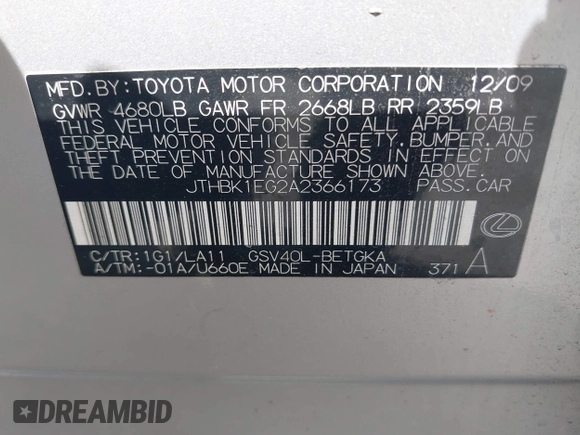 MFD. BY: TOYOTA MOTOR CORPORATION 12/09
GVWR 4680LB GAWR FR 2668LB RR 2359LB
THIS VEHICLE CONFORMS TO ALL APPLICABLE
FEDERAL MOTOR VEHICLE SAFETY, BUMPER, AND
THEFT PREVENTION STANDARDS IN EFFECT ON
THE DATE OF MANUFACTURE SHOWN ABOVE.
JTHBK1EG2A2366173 PASS. CAR
C/TR: 1G1/LA11 GSV40L-BETGKA
A/TM: -01A/U660E MADE IN JAPAN 371 A
DREAMBID